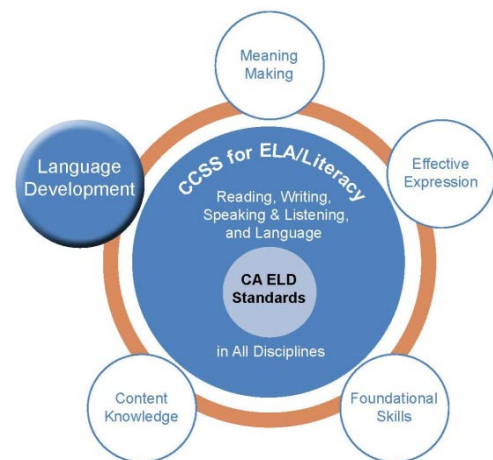 Meaning
Making
Language
Development
Effective
Expression
CCSS for ELA/Literacy
Reading, Writing,
Speaking & Listening,
and Language
CA ELD
Standards
in All Disciplines
Content
Knowledge
Foundational
Skills